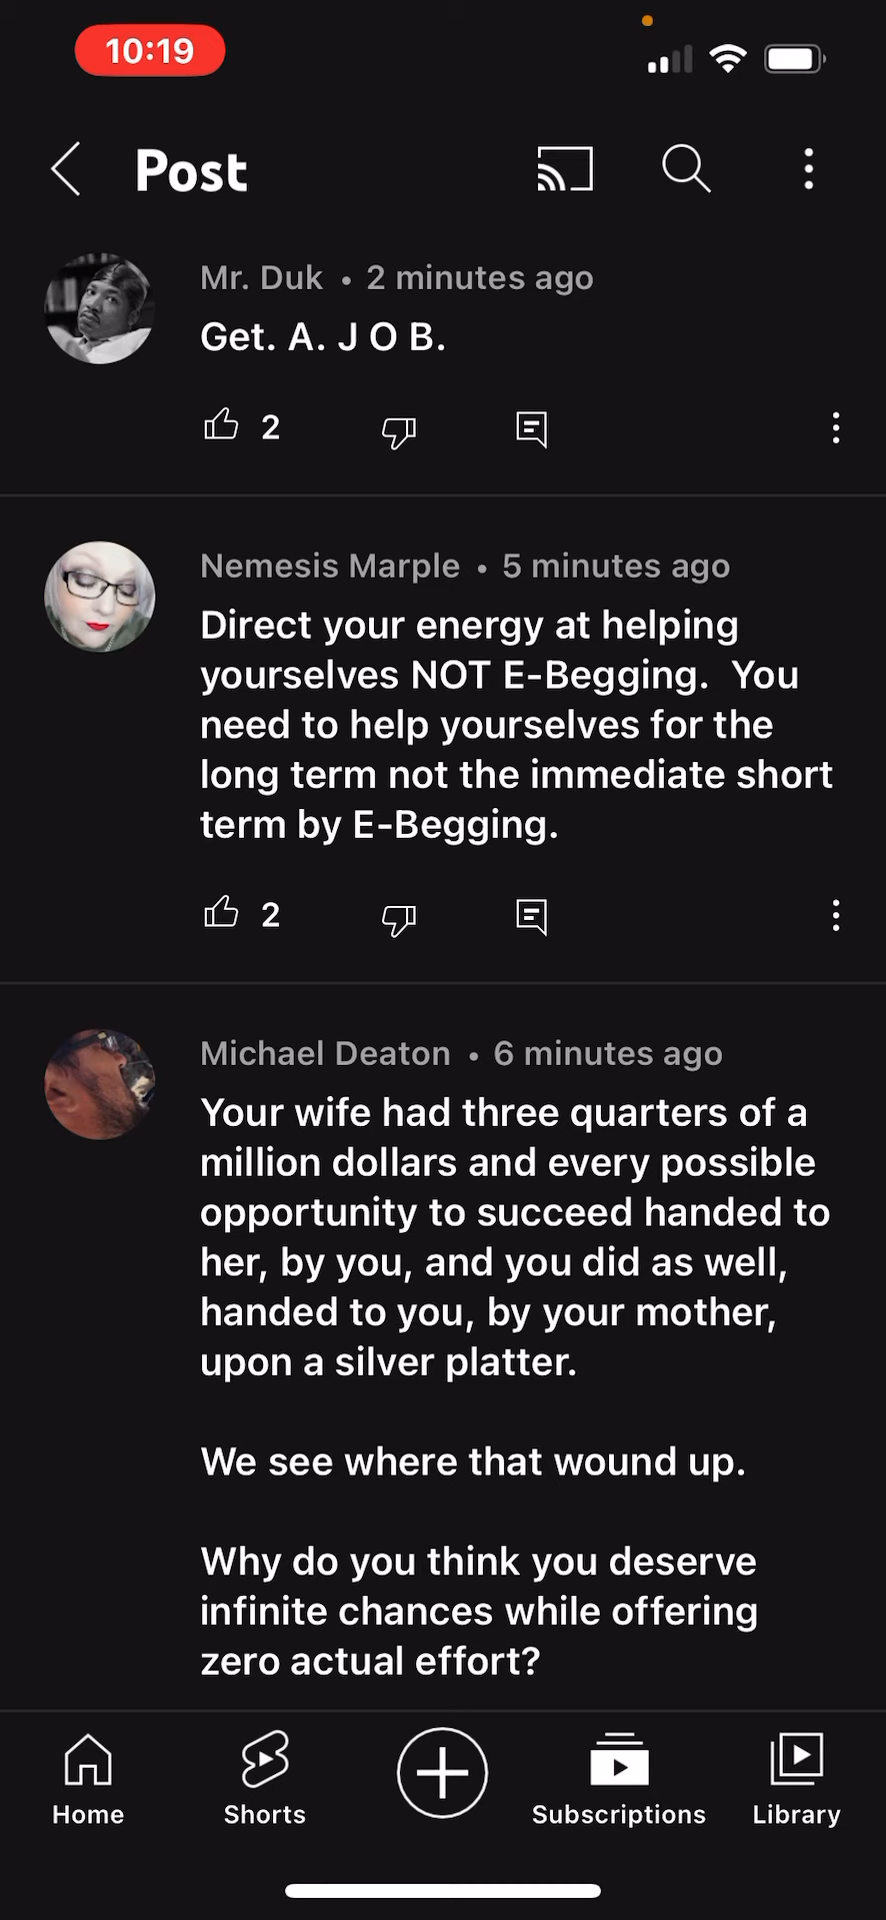 10:19
Post
Mr. Duk • 2 minutes ago
Get. A. J O B.
2
Nemesis Marple • 5 minutes ago
Direct your energy at helping
yourselves NOT E-Begging.  You
need to help yourselves for the
long term not the immediate short
term by E-Begging.
2
Michael Deaton • 6 minutes ago
Your wife had three quarters of a
million dollars and every possible
opportunity to succeed handed to
her, by you, and you did as well,
handed to you, by your mother,
upon a silver platter.
We see where that wound up.
Why do you think you deserve
infinite chances while offering
zero actual effort?
Home Shorts Subscriptions Library